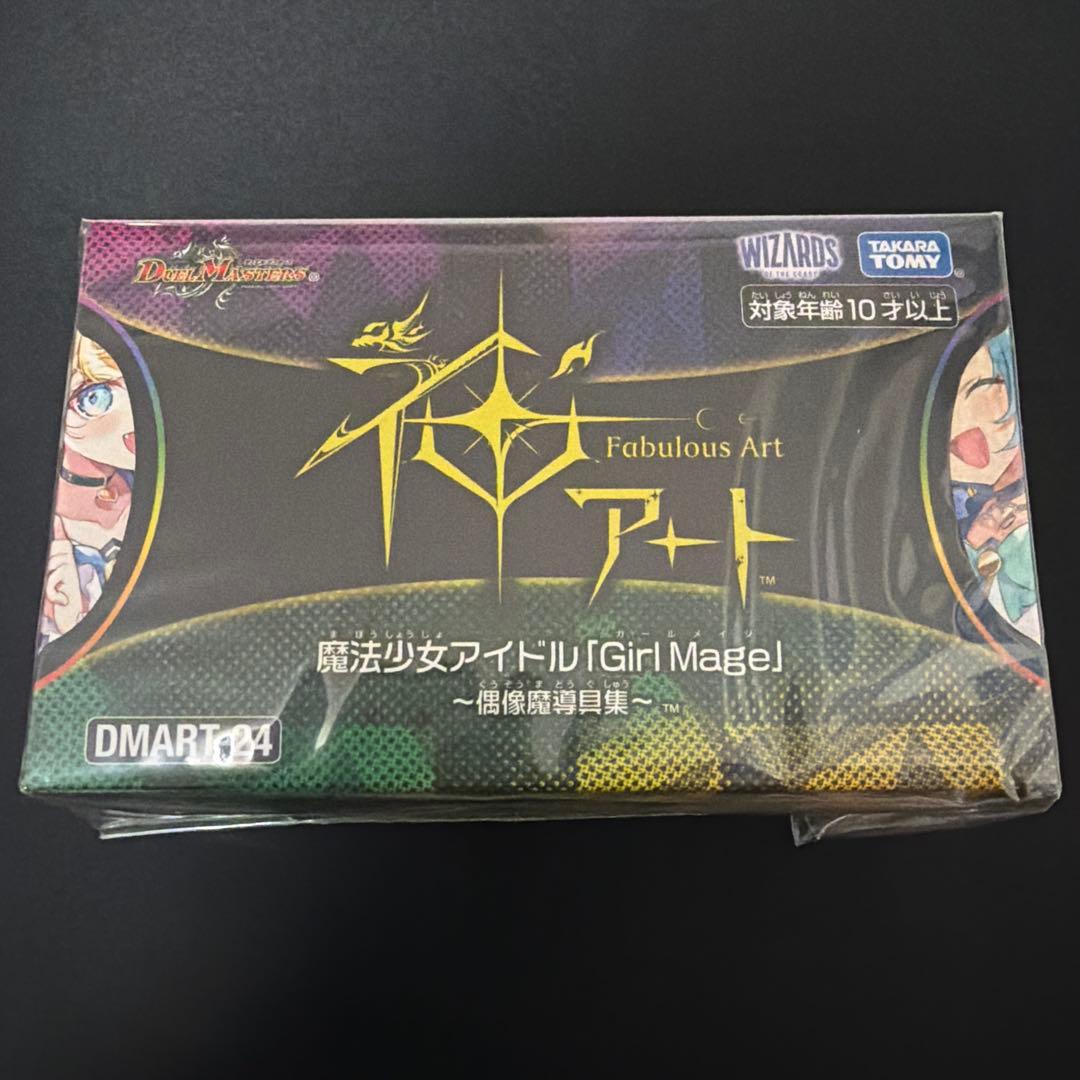 DUEL MASTERS®
WIZARDS
OF THE COAST
TAKARA
TOMY®
たいしょうねんれい さいいじょう
対象年齢10才以上
神
Fabulous Art
アート™
まほうしょうじょ ガールメイジ
魔法少女アイドル「Girl Mage」
ぐうぞうまどうぐしゅう
～偶像魔導具集～™
DMART-24